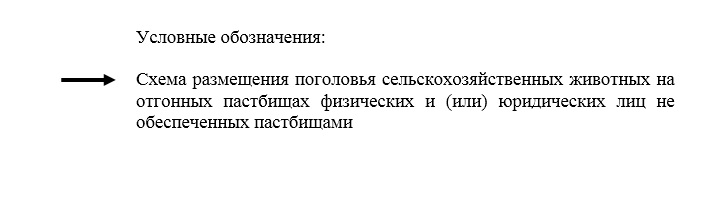 Условные обозначения:
Схема размещения поголовья сельскохозяйственных животных на
отгонных пастбищах физических и (или) юридических лиц не
обеспеченных пастбищами